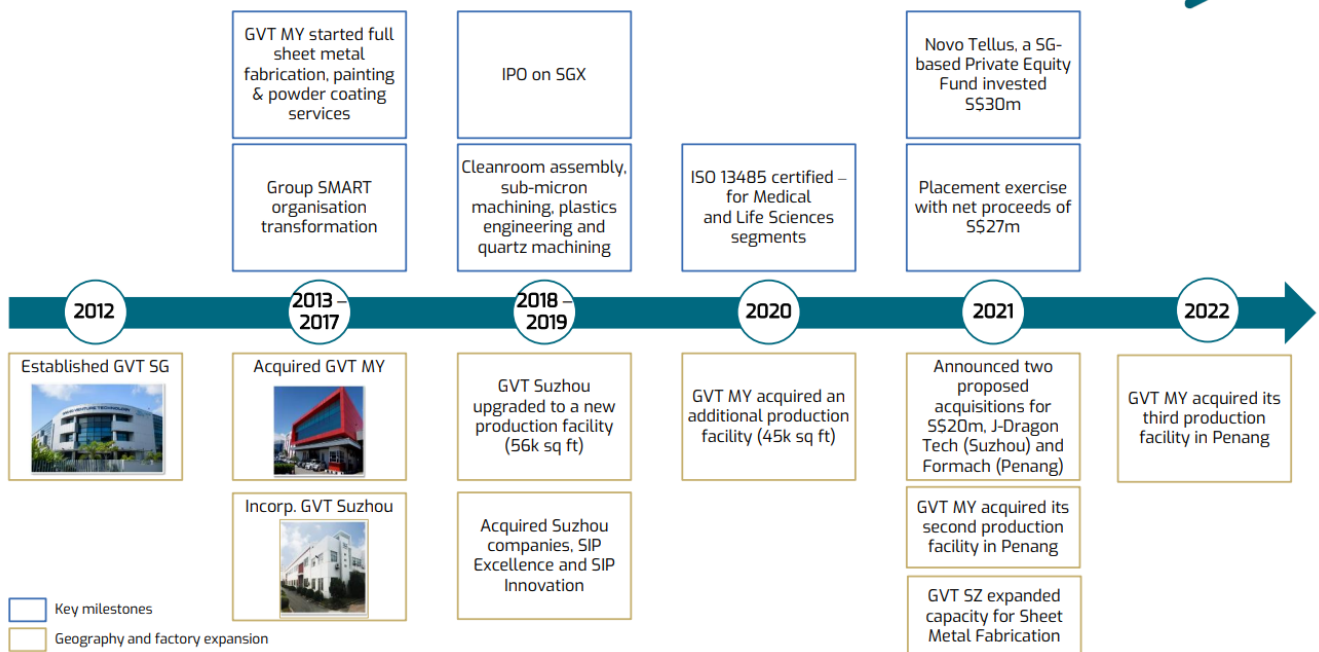 GVT MY started full
sheet metal
fabrication, painting
& powder coating
services
IPO on SGX
Novo Tellus, a SG-
based Private Equity
Fund invested
S$30m
Group SMART
organisation
transformation
Cleanroom assembly,
sub-micron
machining, plastics
engineering and
quartz machining
ISO 13485 certified –
for Medical
and Life Sciences
segments
Placement exercise
with net proceeds of
S$27m
2012
2013 –
2017
2018 –
2019
2020
2021
2022
Established GVT SG
Acquired GVT MY
GVT Suzhou
upgraded to a new
production facility
(56k sq ft)
GVT MY acquired an
additional production
facility (45k sq ft)
Announced two
proposed
acquisitions for
S$20m, J-Dragon
Tech (Suzhou) and
Formach (Penang)
GVT MY acquired its
third production
facility in Penang
Incorp. GVT Suzhou
Acquired Suzhou
companies, SIP
Excellence and SIP
Innovation
GVT MY acquired its
second production
facility in Penang
GVT SZ expanded
capacity for Sheet
Metal Fabrication
Key milestones
Geography and factory expansion